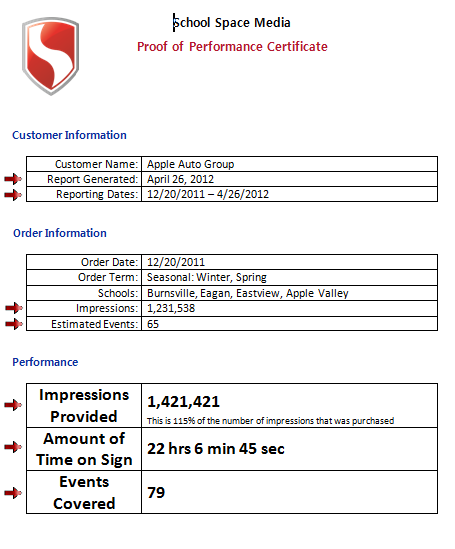 School Space Media
Proof of Performance Certificate
Customer Information
Customer Name: Apple Auto Group
Report Generated: April 26, 2012
Reporting Dates: 12/20/2011 – 4/26/2012
Order Information
Order Date: 12/20/2011
Order Term: Seasonal: Winter, Spring
Schools: Burnsville, Eagan, Eastview, Apple Valley
Impressions: 1,231,538
Estimated Events: 65
Performance
Impressions
Provided
1,421,421
This is 115% of the number of impressions that was purchased
Amount of
Time on Sign
22 hrs 6 min 45 sec
Events
Covered
79